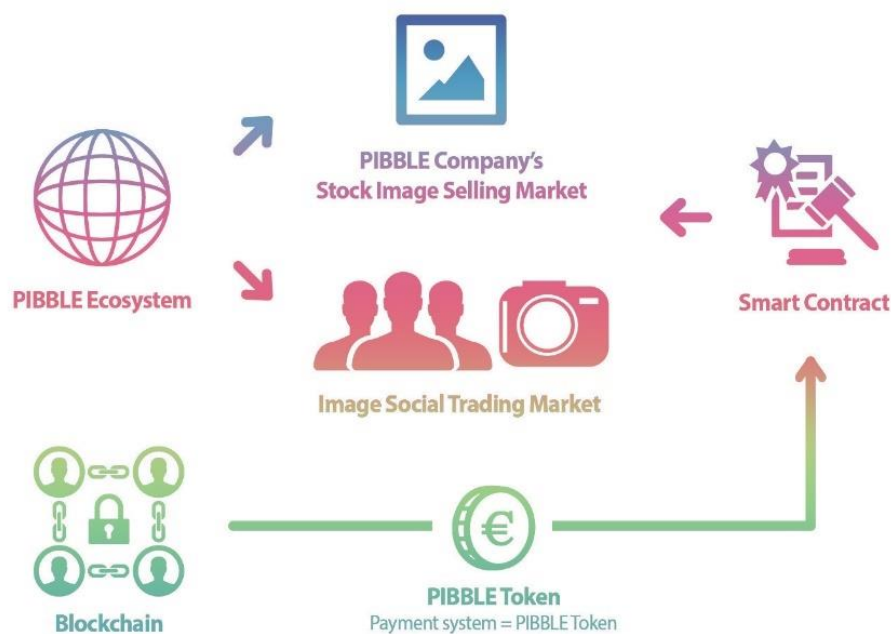 PIBBLE Company's
Stock Image Selling Market
PIBBLE Ecosystem
Smart Contract
Image Social Trading Market
€
PIBBLE Token
Payment system = PIBBLE Token
Blockchain